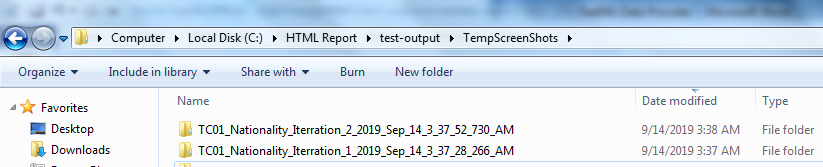 Computer ▸ Local Disk (C:) ▸ HTML Report ▸ test-output ▸ TempScreenShots ▸
Organize ▾ Include in library ▾ Share with ▾ Burn New folder
Favorites Name Date modified Type
Desktop TC01_Nationality_Iterration_2_2019_Sep_14_3_37_52_730_AM 9/14/2019 3:38 AM File folder
Downloads TC01_Nationality_Iterration_1_2019_Sep_14_3_37_28_266_AM 9/14/2019 3:37 AM File folder